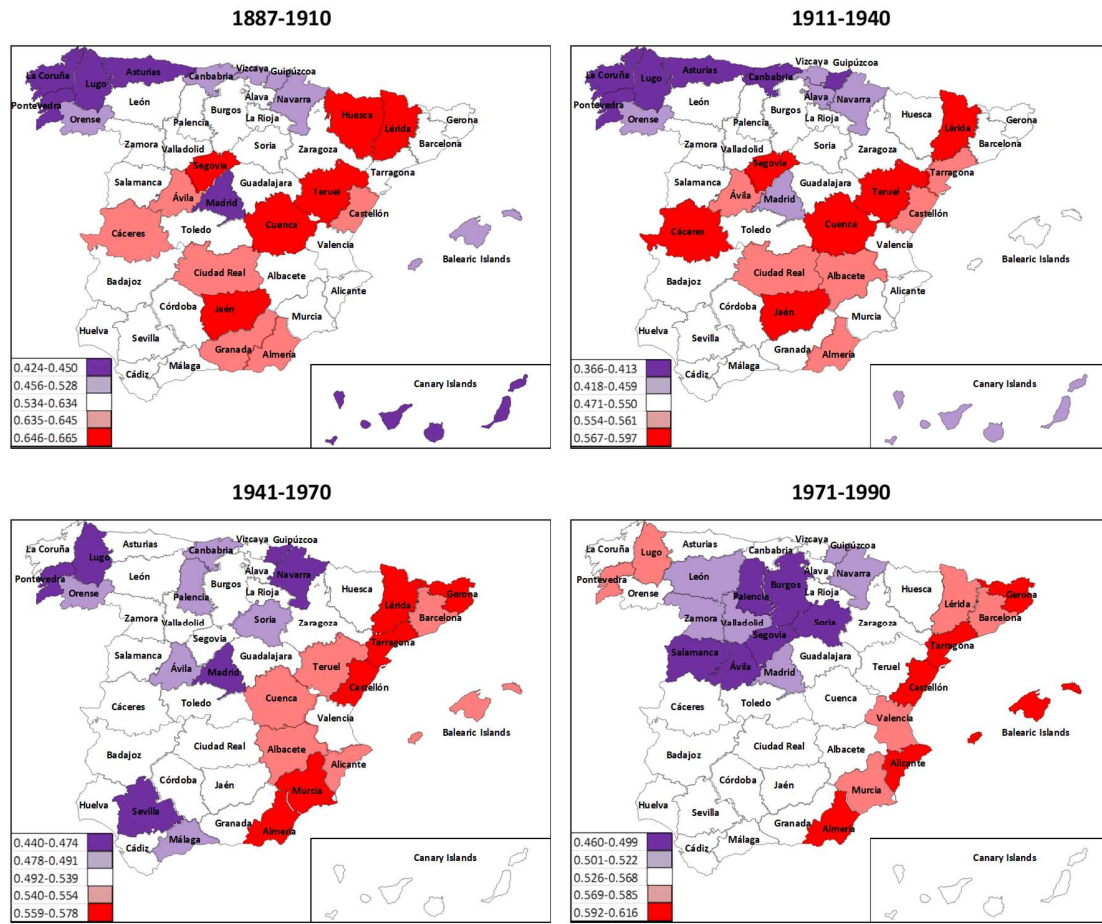 1887-1910
Vizcaya
Guipúzcoa
La Coruña
Lugo
Asturias
Canbabria
Pontevedra
Orense
León
Palencia
Burgos
Álava
La Rioja
Navarra
Huesca
Lérida
Gerona
Barcelona
Zamora
Valladolid
Soria
Zaragoza
Tarragona
Segovia
Salamanca
Ávila
Madrid
Guadalajara
Teruel
Castellón
Cáceres
Toledo
Cuenca
Valencia
Balearic Islands
Badajoz
Ciudad Real
Albacete
Alicante
Córdoba
Jaén
Murcia
Huelva
Sevilla
Granada
Almería
Málaga
Cádiz
Canary Islands
0.424-0.450
0.456-0.528
0.534-0.634
0.635-0.645
0.646-0.665
1911-1940
Vizcaya
Guipúzcoa
La Coruña
Lugo
Asturias
Canbabria
Pontevedra
Orense
León
Palencia
Burgos
Álava
La Rioja
Navarra
Huesca
Lérida
Gerona
Barcelona
Zamora
Valladolid
Soria
Zaragoza
Tarragona
Segovia
Salamanca
Ávila
Madrid
Guadalajara
Teruel
Castellón
Cáceres
Toledo
Cuenca
Valencia
Balearic Islands
Badajoz
Ciudad Real
Albacete
Alicante
Córdoba
Jaén
Murcia
Huelva
Sevilla
Granada
Almería
Málaga
Cádiz
Canary Islands
0.366-0.413
0.418-0.459
0.471-0.550
0.554-0.561
0.567-0.597
1941-1970
Vizcaya
Guipúzcoa
La Coruña
Lugo
Asturias
Canbabria
Pontevedra
Orense
León
Palencia
Burgos
Álava
La Rioja
Navarra
Huesca
Lérida
Gerona
Barcelona
Zamora
Valladolid
Soria
Zaragoza
Tarragona
Segovia
Salamanca
Ávila
Madrid
Guadalajara
Teruel
Castellón
Cáceres
Toledo
Cuenca
Valencia
Balearic Islands
Badajoz
Ciudad Real
Albacete
Alicante
Córdoba
Jaén
Murcia
Huelva
Sevilla
Granada
Almería
Málaga
Cádiz
Canary Islands
0.440-0.474
0.478-0.491
0.492-0.539
0.540-0.554
0.559-0.578
1971-1990
Vizcaya
Guipúzcoa
La Coruña
Lugo
Asturias
Canbabria
Pontevedra
Orense
León
Palencia
Burgos
Álava
La Rioja
Navarra
Huesca
Lérida
Gerona
Barcelona
Zamora
Valladolid
Soria
Zaragoza
Tarragona
Segovia
Salamanca
Ávila
Madrid
Guadalajara
Teruel
Castellón
Cáceres
Toledo
Cuenca
Valencia
Balearic Islands
Badajoz
Ciudad Real
Albacete
Alicante
Córdoba
Jaén
Murcia
Huelva
Sevilla
Granada
Almería
Málaga
Cádiz
Canary Islands
0.460-0.499
0.501-0.522
0.526-0.568
0.569-0.585
0.592-0.616